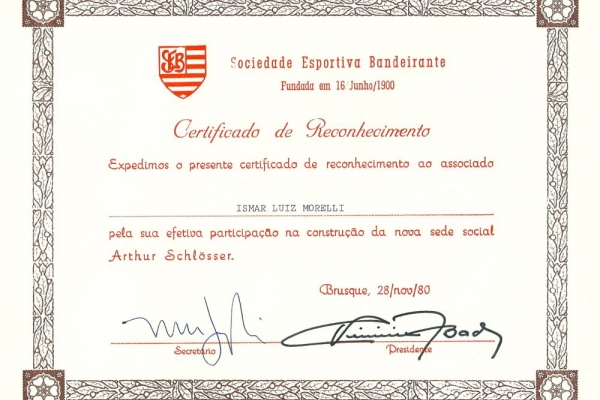 SEB
Sociedade Esportiva Bandeirante
Fundada em 16/Junho/1900
Certificado de Reconhecimento
Expedimos o presente certificado de reconhecimento ao associado
ISMAR LUIZ MORELLI
pela sua efetiva participação na construção da nova sede social
Arthur Schlösser.
Brusque, 28/nov/80
Secretário
Presidente